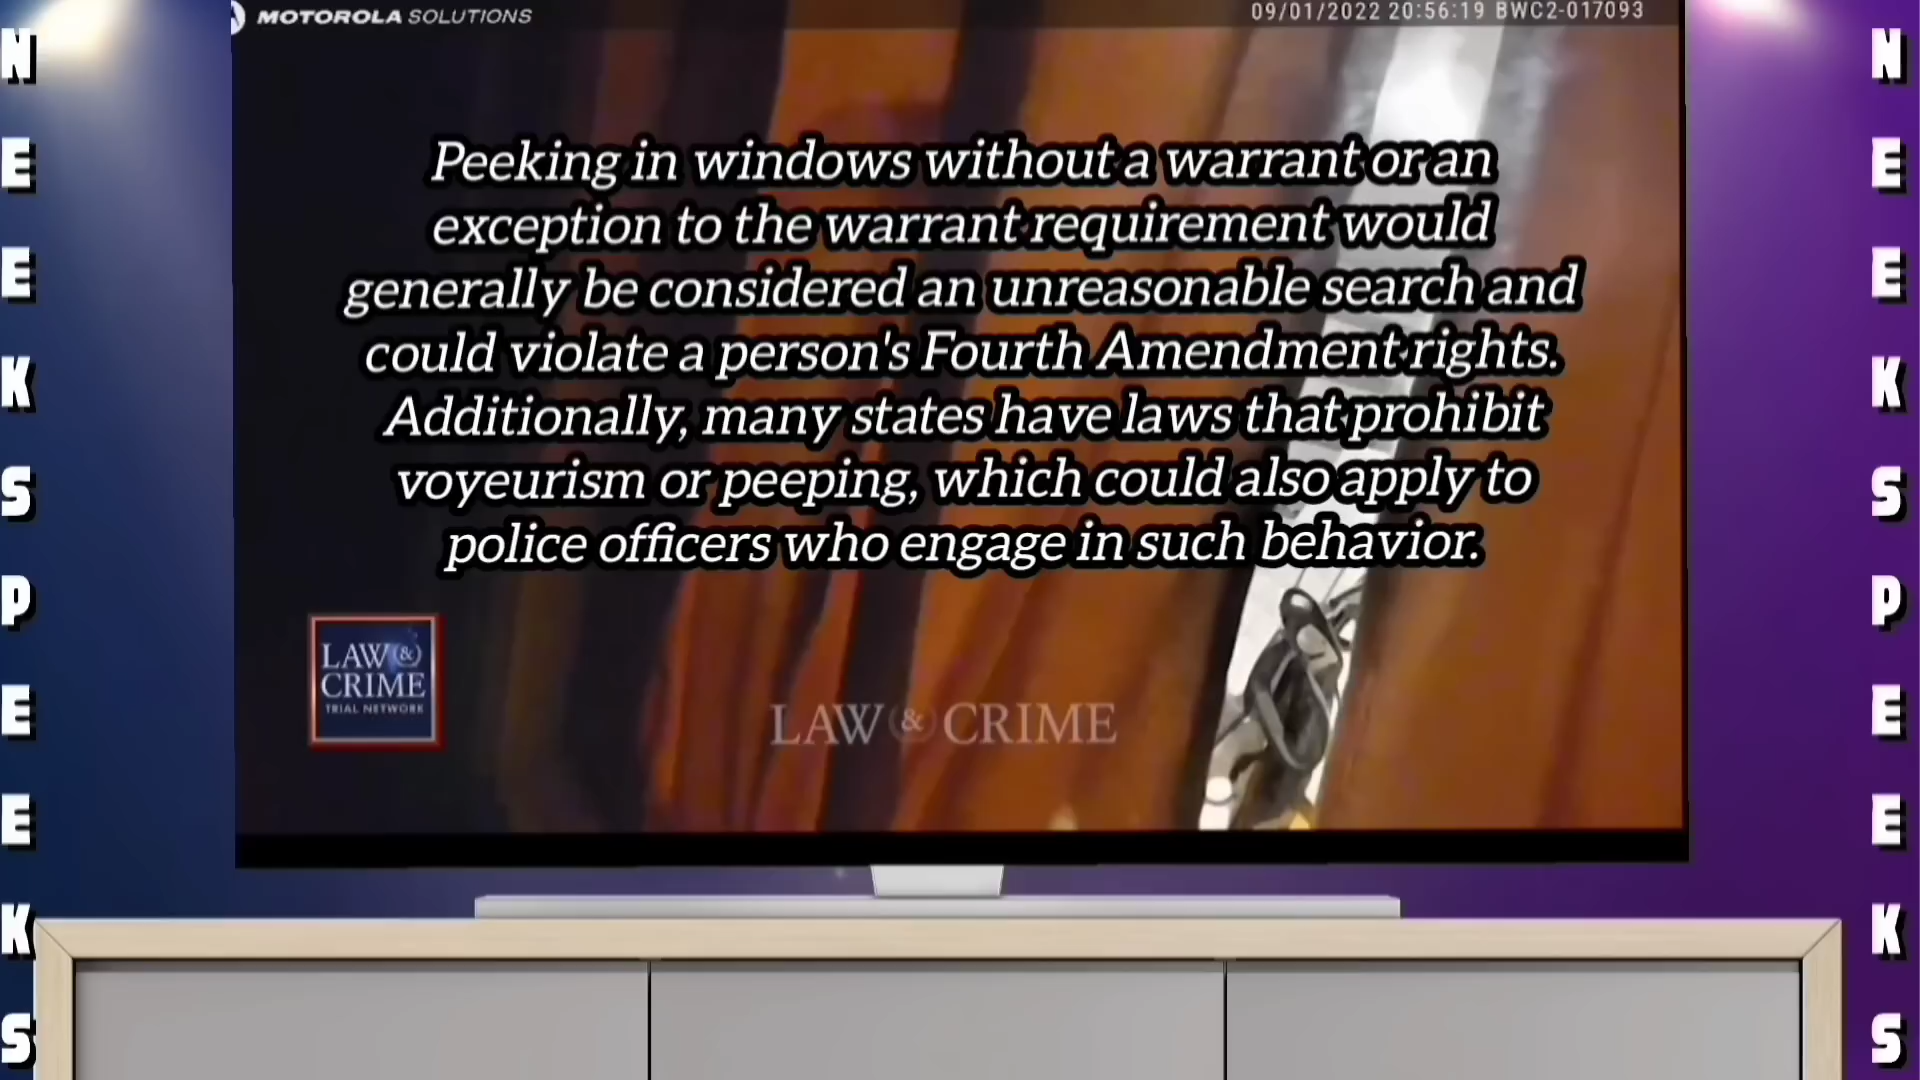 MOTOROLA SOLUTIONS
09/01/2022 20:56:19 BWC2-017093
Peeking in windows without a warrant or an
exception to the warrant requirement would
generally be considered an unreasonable search and
could violate a person's Fourth Amendment rights.
Additionally, many states have laws that prohibit
voyeurism or peeping, which could also apply to
police officers who engage in such behavior.
LAW &
CRIME
TRIAL NETWORK
LAW & CRIME
NEEKSPEEKS
NEEKSPEEKS